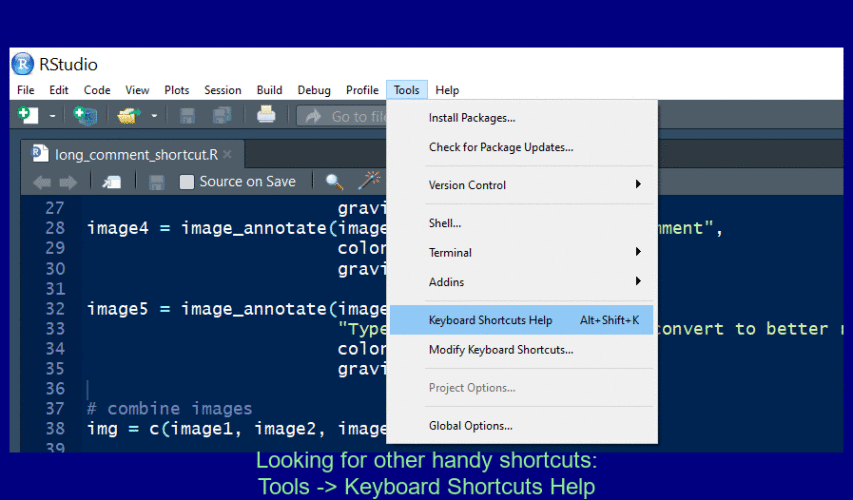 RStudio
File Edit Code View Plots Session Build Debug Profile Tools Help
Go to file
long_comment_shortcut.R
Source on Save
27 gravi
28 image4 = image_annotate(image mment",
29 color
30 gravi
31
32 image5 = image_annotate(image
33 "Type convert to better
34 color
35 gravi
36
37 # combine images
38 img = c(image1, image2, image
39
Install Packages...
Check for Package Updates...
Version Control
Shell...
Terminal
Addins
Keyboard Shortcuts Help Alt+Shift+K
Modify Keyboard Shortcuts...
Project Options...
Global Options...
Looking for other handy shortcuts:
Tools -> Keyboard Shortcuts Help